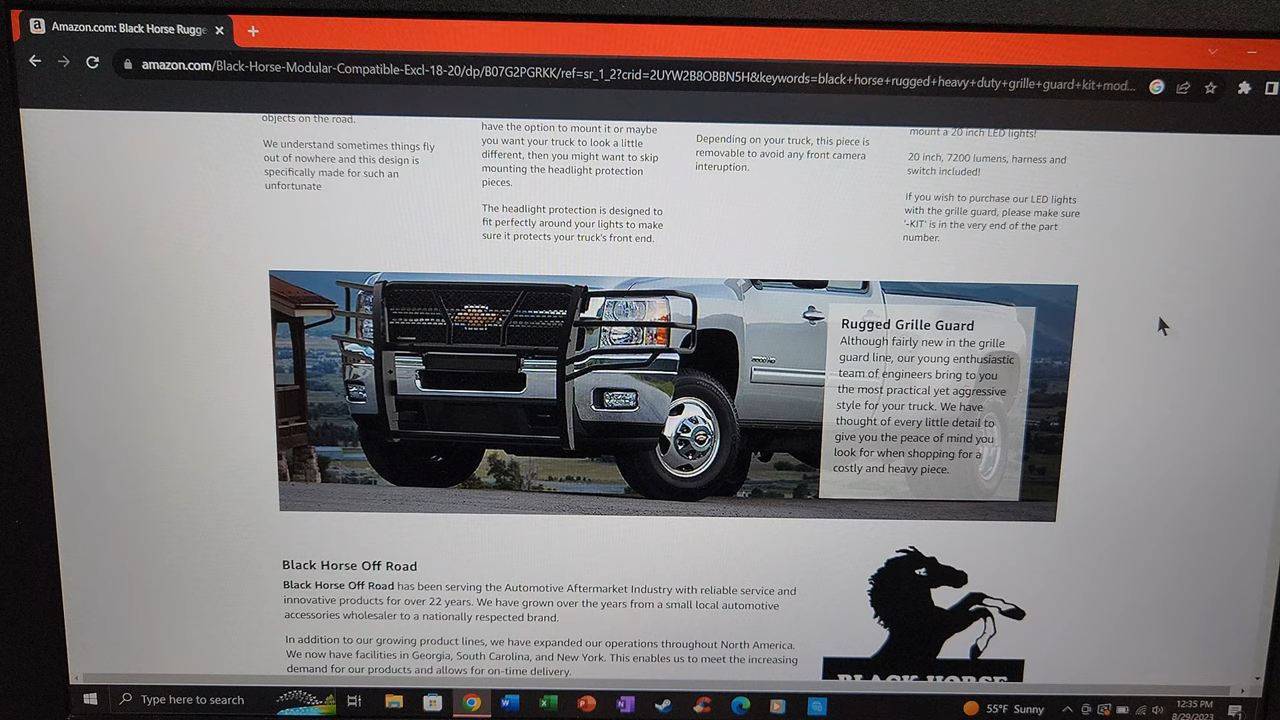 Amazon.com: Black Horse Rugge
amazon.com/Black-Horse-Modular-Compatible-Excl-18-20/dp/B07G2PGRKK/ref=sr_1_2?crid=2UYW2B8OBBN5H&keywords=black+horse+rugged+heavy+duty+grille+guard+kit+mod...
objects on the road.
We understand sometimes things fly
out of nowhere and this design is
specifically made for such an
unfortunate
have the option to mount it or maybe
you want your truck to look a little
different, then you might want to skip
mounting the headlight protection
pieces.
The headlight protection is designed to
fit perfectly around your lights to make
sure it protects your truck's front end.
Depending on your truck, this piece is
removable to avoid any front camera
interuption.
mount a 20 inch LED lights!
20 inch, 7200 lumens, harness and
switch included!
If you wish to purchase our LED lights
with the grille guard, please make sure
'-KIT' is in the very end of the part
number.
Rugged Grille Guard
Although fairly new in the grille
guard line, our young enthusiastic
team of engineers bring to you
the most practical yet aggressive
style for your truck. We have
thought of every little detail to
give you the peace of mind you
look for when shopping for a
costly and heavy piece.
Black Horse Off Road
Black Horse Off Road has been serving the Automotive Aftermarket Industry with reliable service and
innovative products for over 22 years. We have grown over the years from a small local automotive
accessories wholesaler to a nationally respected brand.
In addition to our growing product lines, we have expanded our operations throughout North America.
We now have facilities in Georgia, South Carolina, and New York. This enables us to meet the increasing
demand for our products and allows for on-time delivery.
BLACK HORSE
Type here to search
55°F Sunny
12:35 PM
8/29/2023